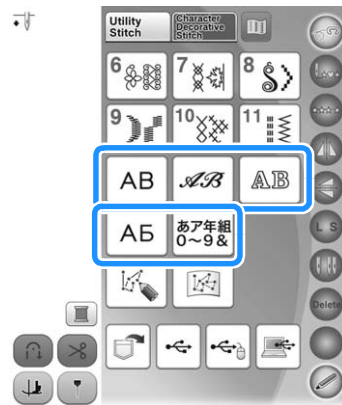 Utility
Stitch
Character
Decorative
Stitch
6
7
8
9
10
11
AB
AB
AB
АБ
あア年組
0～9&
L S
Delete